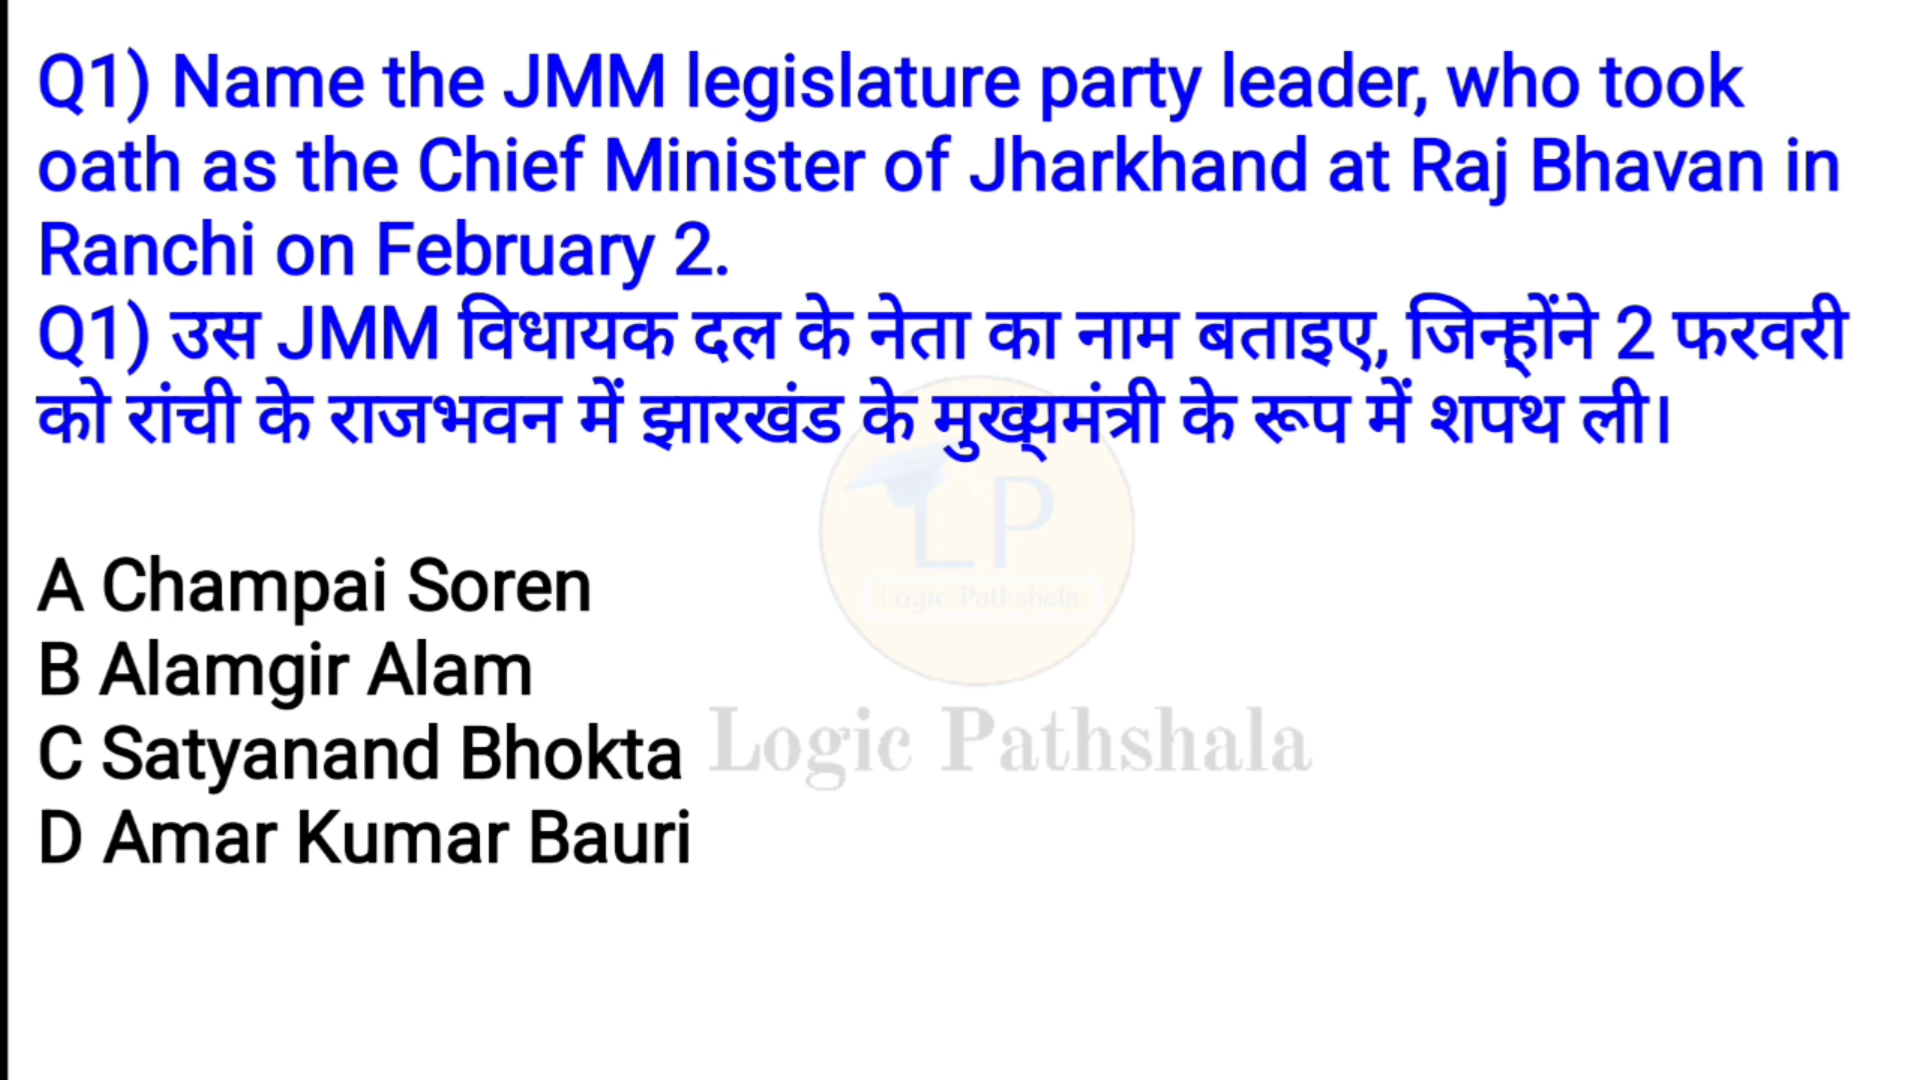 Q1) Name the JMM legislature party leader, who took
oath as the Chief Minister of Jharkhand at Raj Bhavan in
Ranchi on February 2.
Q1) उस JMM विधायक दल के नेता का नाम बताइए, जिन्होंने 2 फरवरी
को रांची के राजभवन में झारखंड के मुख्यमंत्री के रूप में शपथ ली।
LP
Logic Pathshala
A Champai Soren
B Alamgir Alam
C Satyanand Bhokta
Logic Pathshala
D Amar Kumar Bauri